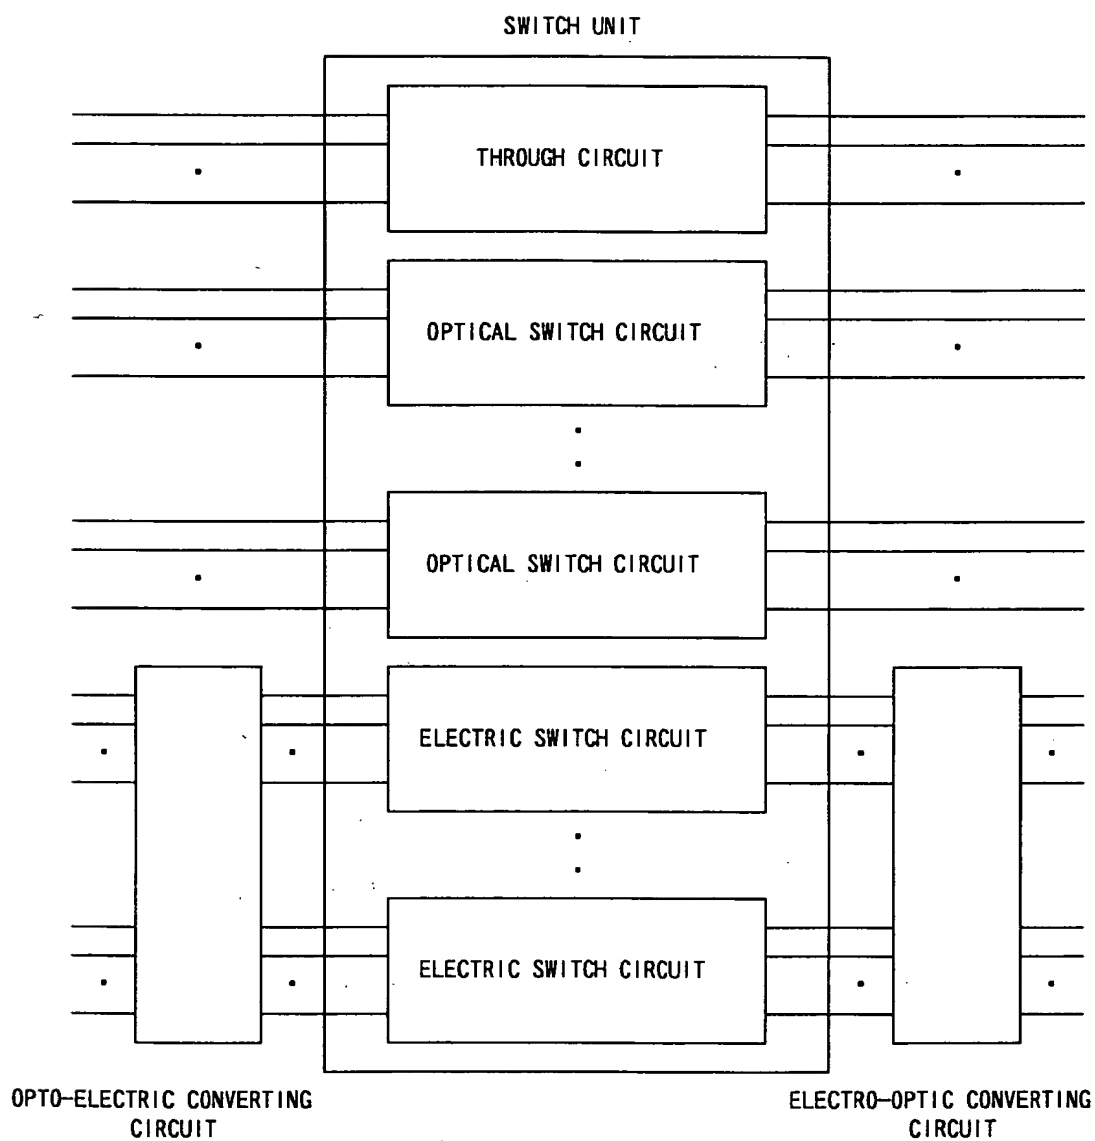 SWITCH UNIT
THROUGH CIRCUIT
OPTICAL SWITCH CIRCUIT
OPTICAL SWITCH CIRCUIT
ELECTRIC SWITCH CIRCUIT
ELECTRIC SWITCH CIRCUIT
OPTO-ELECTRIC CONVERTING
CIRCUIT
ELECTRO-OPTIC CONVERTING
CIRCUIT